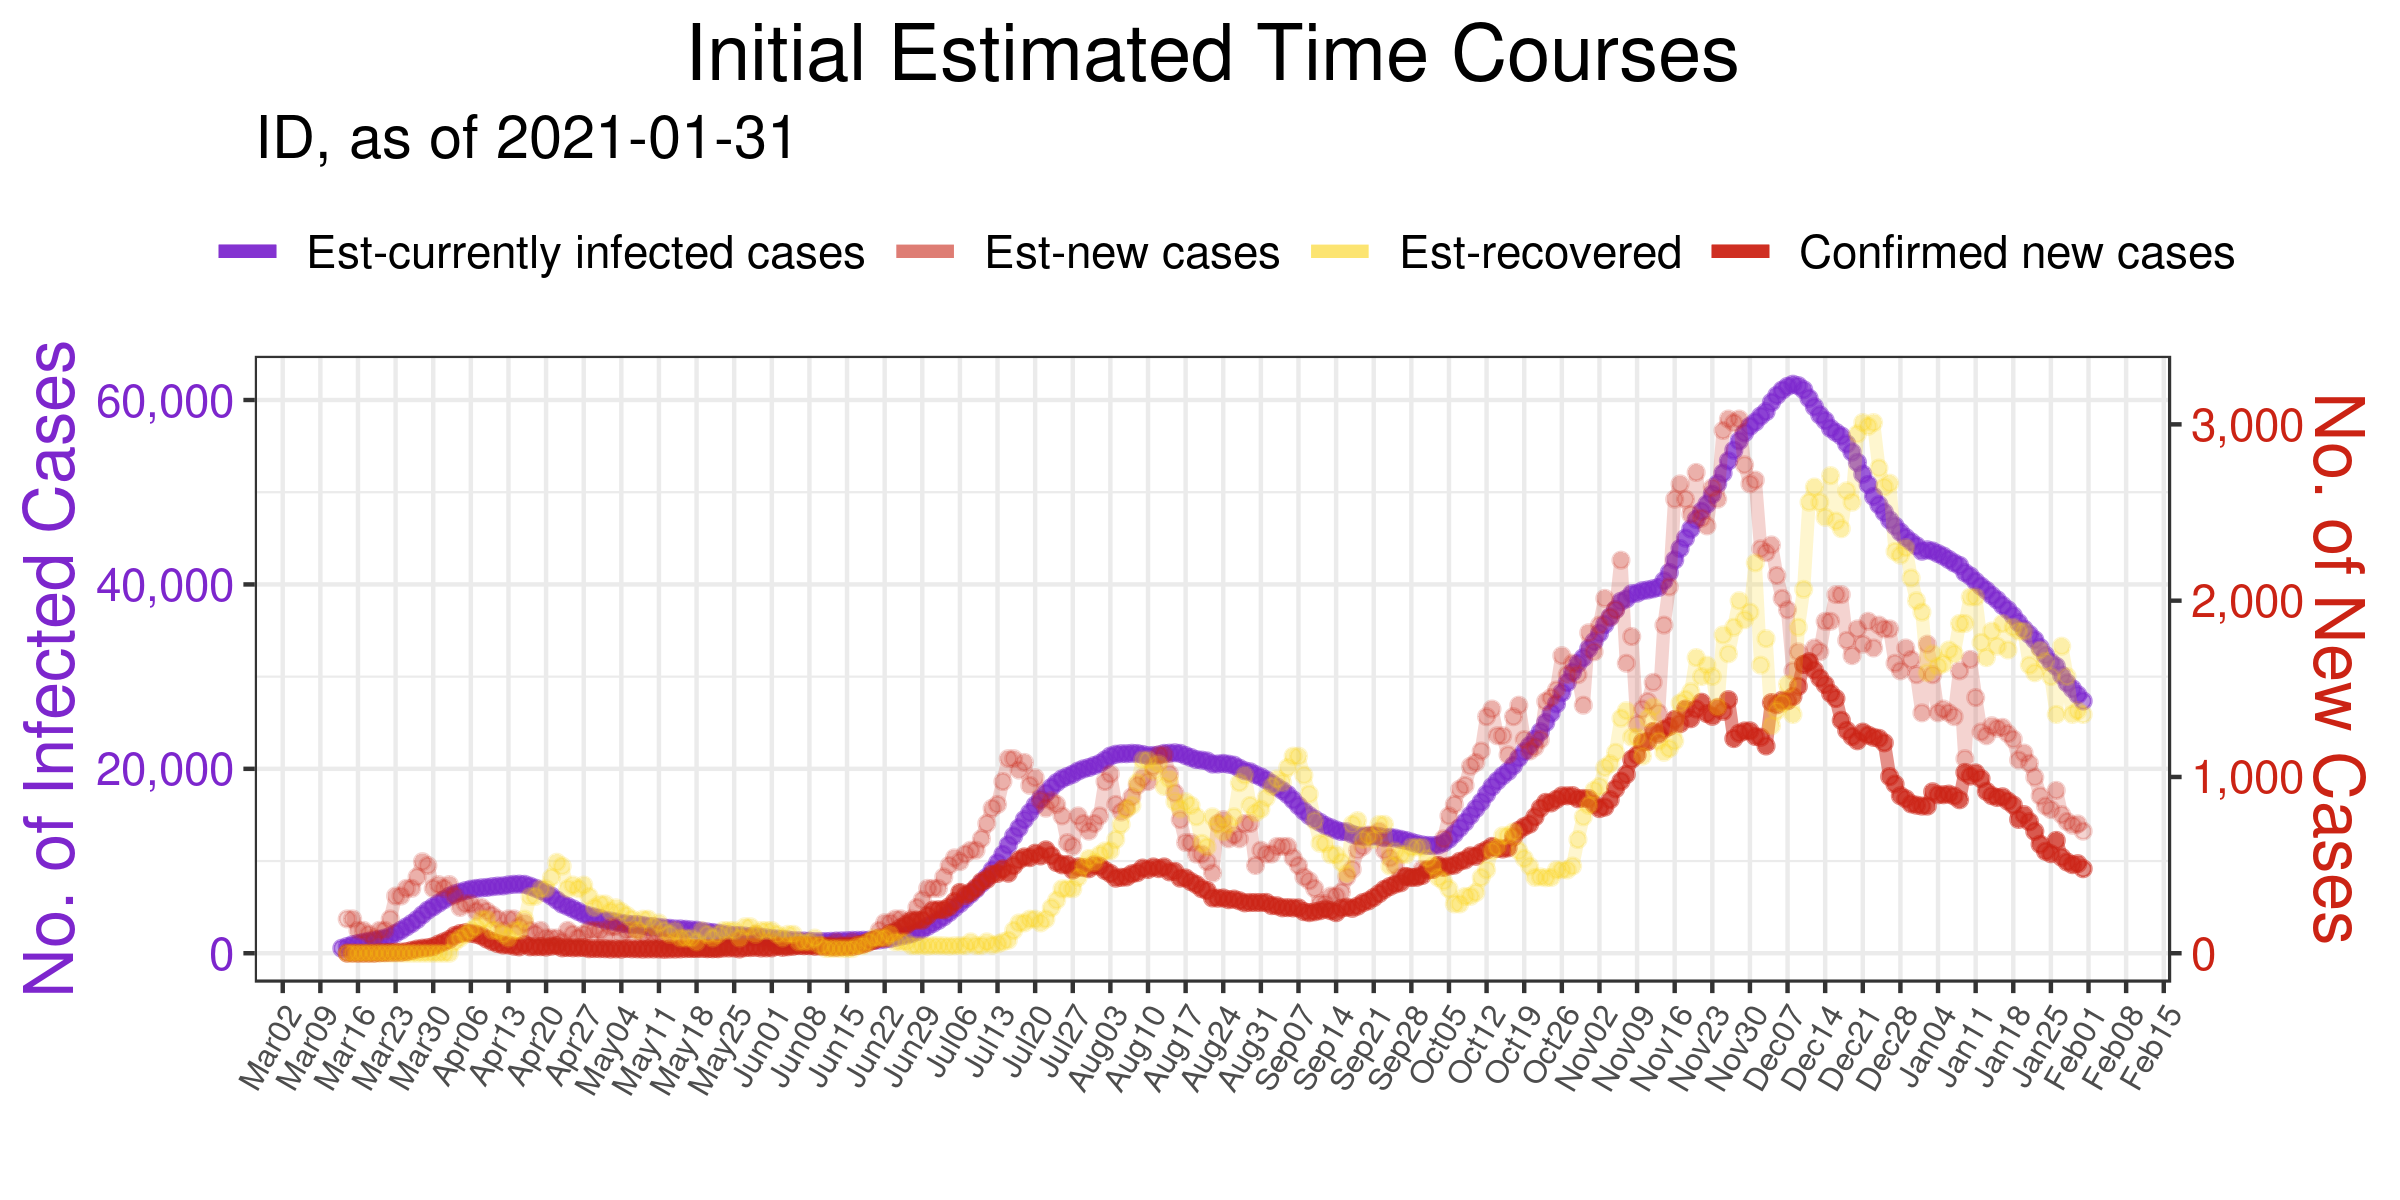 Initial Estimated Time Courses
ID, as of 2021-01-31
Est-currently infected cases Est-new cases Est-recovered Confirmed new cases
No. of Infected Cases
60,000
40,000
20,000
0
3,000
2,000
1,000
0
No. of New Cases
Mar02 Mar09 Mar16 Mar23 Mar30 Apr06 Apr13 Apr20 Apr27 May04 May11 May18 May25 Jun01 Jun08 Jun15 Jun22 Jun29 Jul06 Jul13 Jul20 Jul27 Aug03 Aug10 Aug17 Aug24 Aug31 Sep07 Sep14 Sep21 Sep28 Oct05 Oct12 Oct19 Oct26 Nov02 Nov09 Nov16 Nov23 Nov30 Dec07 Dec14 Dec21 Dec28 Jan04 Jan11 Jan18 Jan25 Feb01 Feb08 Feb15